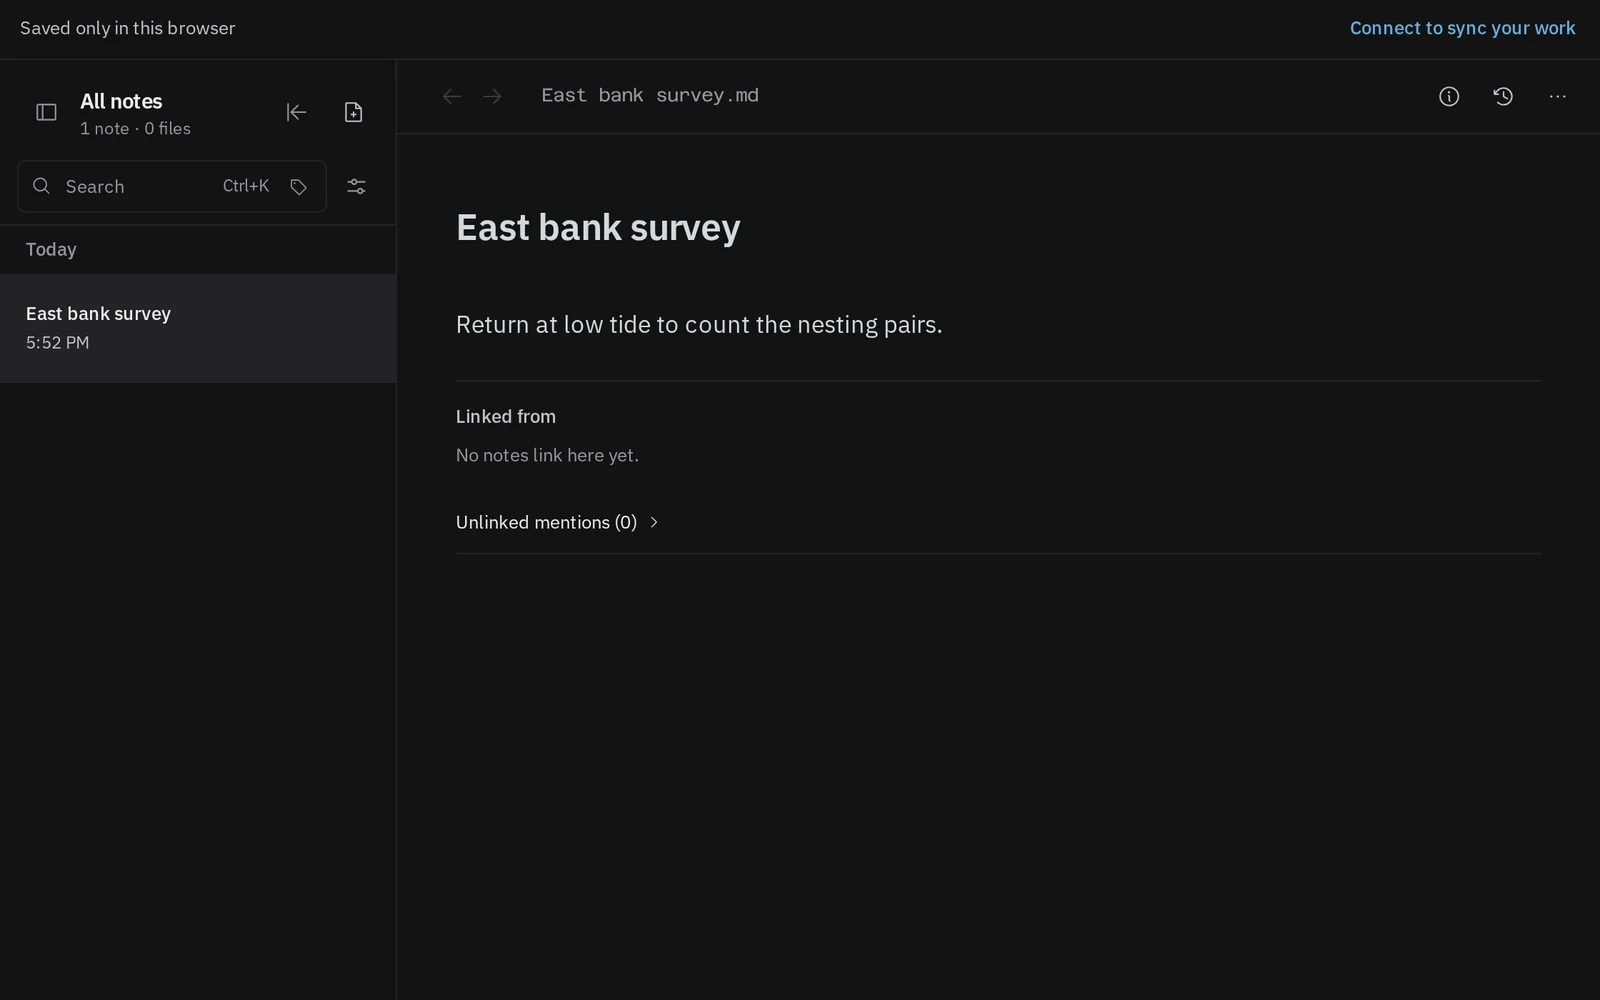 Saved only in this browser
Connect to sync your work
All notes
1 note · 0 files
Search
Ctrl+K
Today
East bank survey
5:52 PM
East bank survey.md
East bank survey
Return at low tide to count the nesting pairs.
Linked from
No notes link here yet.
Unlinked mentions (0)